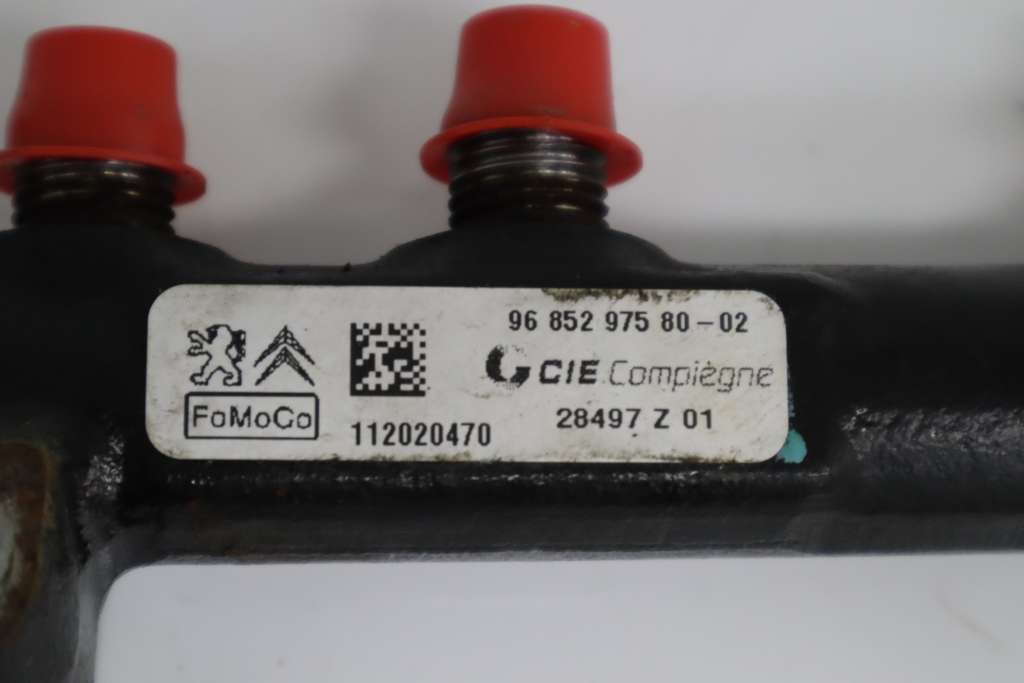 96 852 975 80-02
CIE.Compiègne
FoMoCo
112020470
28497 Z 01